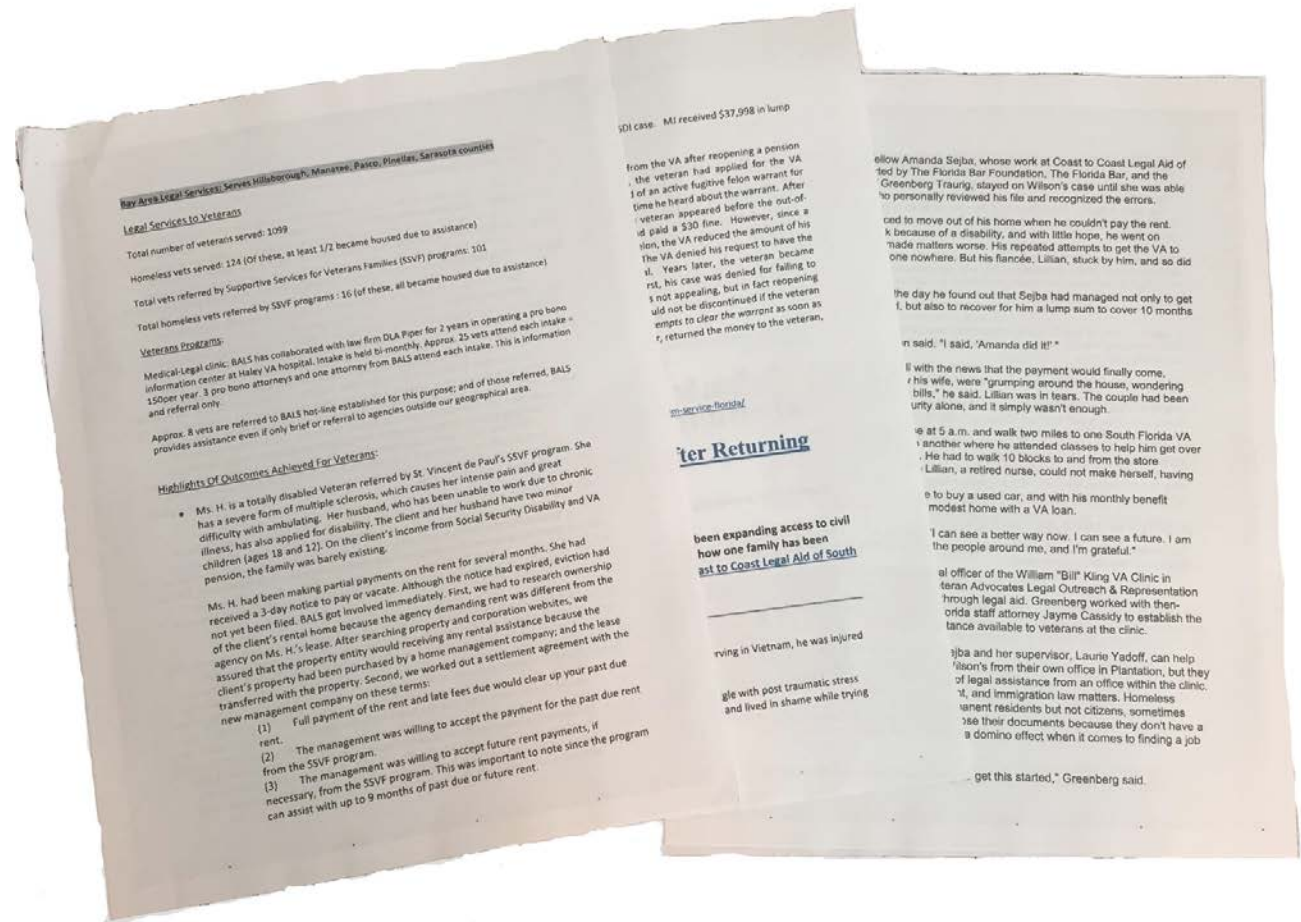 Bay Area Legal Services: Serves Hillsborough, Manatee, Pasco, Pinellas, Sarasota counties
Legal Services to Veterans
Total number of veterans served: 1099
Homeless vets served: 124 (Of these, at least 1/2 became housed due to assistance)
Total vets referred by Supportive Services for Veterans Families (SSVF) programs: 101
Total homeless vets referred by SSVF programs : 16 (of these, all became housed due to assistance)
Veterans Programs:
Medical-Legal clinic: BALS has collaborated with law firm DLA Piper for 2 years in operating a pro bono
information center at Haley VA hospital. Intake is held bi-monthly. Approx. 25 vets attend each intake =
150per year. 3 pro bono attorneys and one attorney from BALS attend each intake. This is information
and referral only.
Approx. 8 vets are referred to BALS hot-line established for this purpose; and of those referred, BALS
provides assistance even if only brief or referral to agencies outside our geographical area.
Highlights Of Outcomes Achieved For Veterans:
• Ms. H. is a totally disabled Veteran referred by St. Vincent de Paul's SSVF program. She
has a severe form of multiple sclerosis, which causes her intense pain and great
difficulty with ambulating. Her husband, who has been unable to work due to chronic
illness, has also applied for disability. The client and her husband have two minor
children (ages 18 and 12). On the client's income from Social Security Disability and VA
pension, the family was barely existing.
Ms. H. had been making partial payments on the rent for several months. She had
received a 3-day notice to pay or vacate. Although the notice had expired, eviction had
not yet been filed. BALS got involved immediately. First, we had to research ownership
of the client's rental home because the agency demanding rent was different from the
agency on Ms. H.'s lease. After searching property and corporation websites, we
assured that the property entity would receiving any rental assistance because the
client's property had been purchased by a home management company; and the lease
transferred with the property. Second, we worked out a settlement agreement with the
new management company on these terms:
(1) Full payment of the rent and late fees due would clear up your past due
rent.
(2) The management was willing to accept the payment for the past due rent
from the SSVF program.
(3) The management was willing to accept future rent payments, if
necessary, from the SSVF program. This was important to note since the program
can assist with up to 9 months of past due or future rent.
SDI case. MJ received $37,998 in lump
from the VA after reopening a pension
, the veteran had applied for the VA
of an active fugitive felon warrant for
time he heard about the warrant. After
veteran appeared before the out-of-
d paid a $30 fine. However, since a
ion, the VA reduced the amount of his
The VA denied his request to have the
al. Years later, the veteran became
rst, his case was denied for failing to
s not appealing, but in fact reopening
uld not be discontinued if the veteran
empts to clear the warrant as soon as
r, returned the money to the veteran,
m-service-florida/
ter Returning
been expanding access to civil
how one family has been
ast to Coast Legal Aid of South
rving in Vietnam, he was injured
gle with post traumatic stress
and lived in shame while trying
ellow Amanda Sejba, whose work at Coast to Coast Legal Aid of
ted by The Florida Bar Foundation, The Florida Bar, and the
Greenberg Traurig, stayed on Wilson's case until she was able
ho personally reviewed his file and recognized the errors.
ced to move out of his home when he couldn't pay the rent.
k because of a disability, and with little hope, he went on
made matters worse. His repeated attempts to get the VA to
one nowhere. But his fiancée, Lillian, stuck by him, and so did
the day he found out that Sejba had managed not only to get
f, but also to recover for him a lump sum to cover 10 months
n said. "I said, 'Amanda did it!' "
ll with the news that the payment would finally come,
his wife, were "grumping around the house, wondering
bills," he said. Lillian was in tears. The couple had been
urity alone, and it simply wasn't enough.
e at 5 a.m. and walk two miles to one South Florida VA
another where he attended classes to help him get over
. He had to walk 10 blocks to and from the store
Lillian, a retired nurse, could not make herself, having
e to buy a used car, and with his monthly benefit
modest home with a VA loan.
'I can see a better way now. I can see a future. I am
the people around me, and I'm grateful."
al officer of the William "Bill" Kling VA Clinic in
teran Advocates Legal Outreach & Representation
hrough legal aid. Greenberg worked with then-
orida staff attorney Jayme Cassidy to establish the
tance available to veterans at the clinic.
ejba and her supervisor, Laurie Yadoff, can help
Vilson's from their own office in Plantation, but they
of legal assistance from an office within the clinic.
nt, and immigration law matters. Homeless
anent residents but not citizens, sometimes
ose their documents because they don't have a
a domino effect when it comes to finding a job
get this started," Greenberg said.